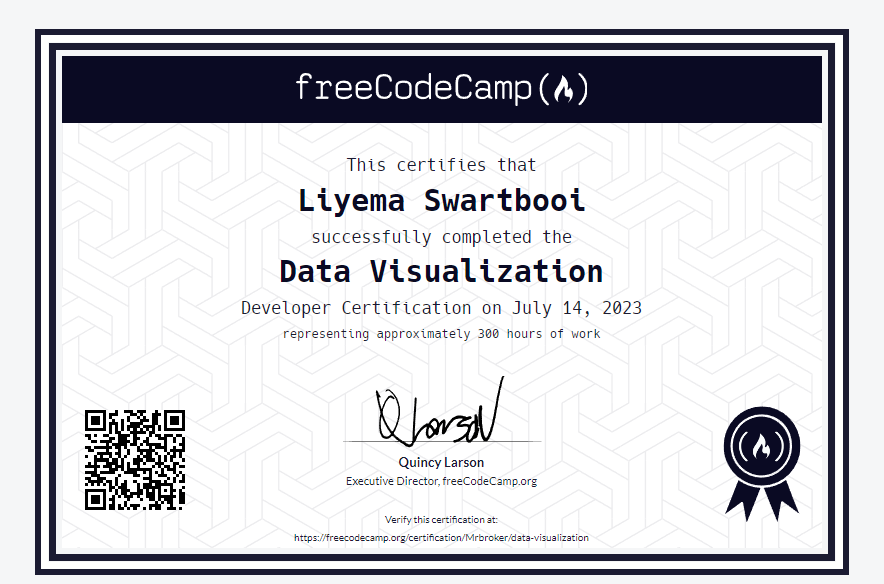 freeCodeCamp
This certifies that
Liyema Swartbooi
successfully completed the
Data Visualization
Developer Certification on July 14, 2023
representing approximately 300 hours of work
Q Larson
Quincy Larson
Executive Director, freeCodeCamp.org
Verify this certification at:
https://freecodecamp.org/certification/Mrbroker/data-visualization